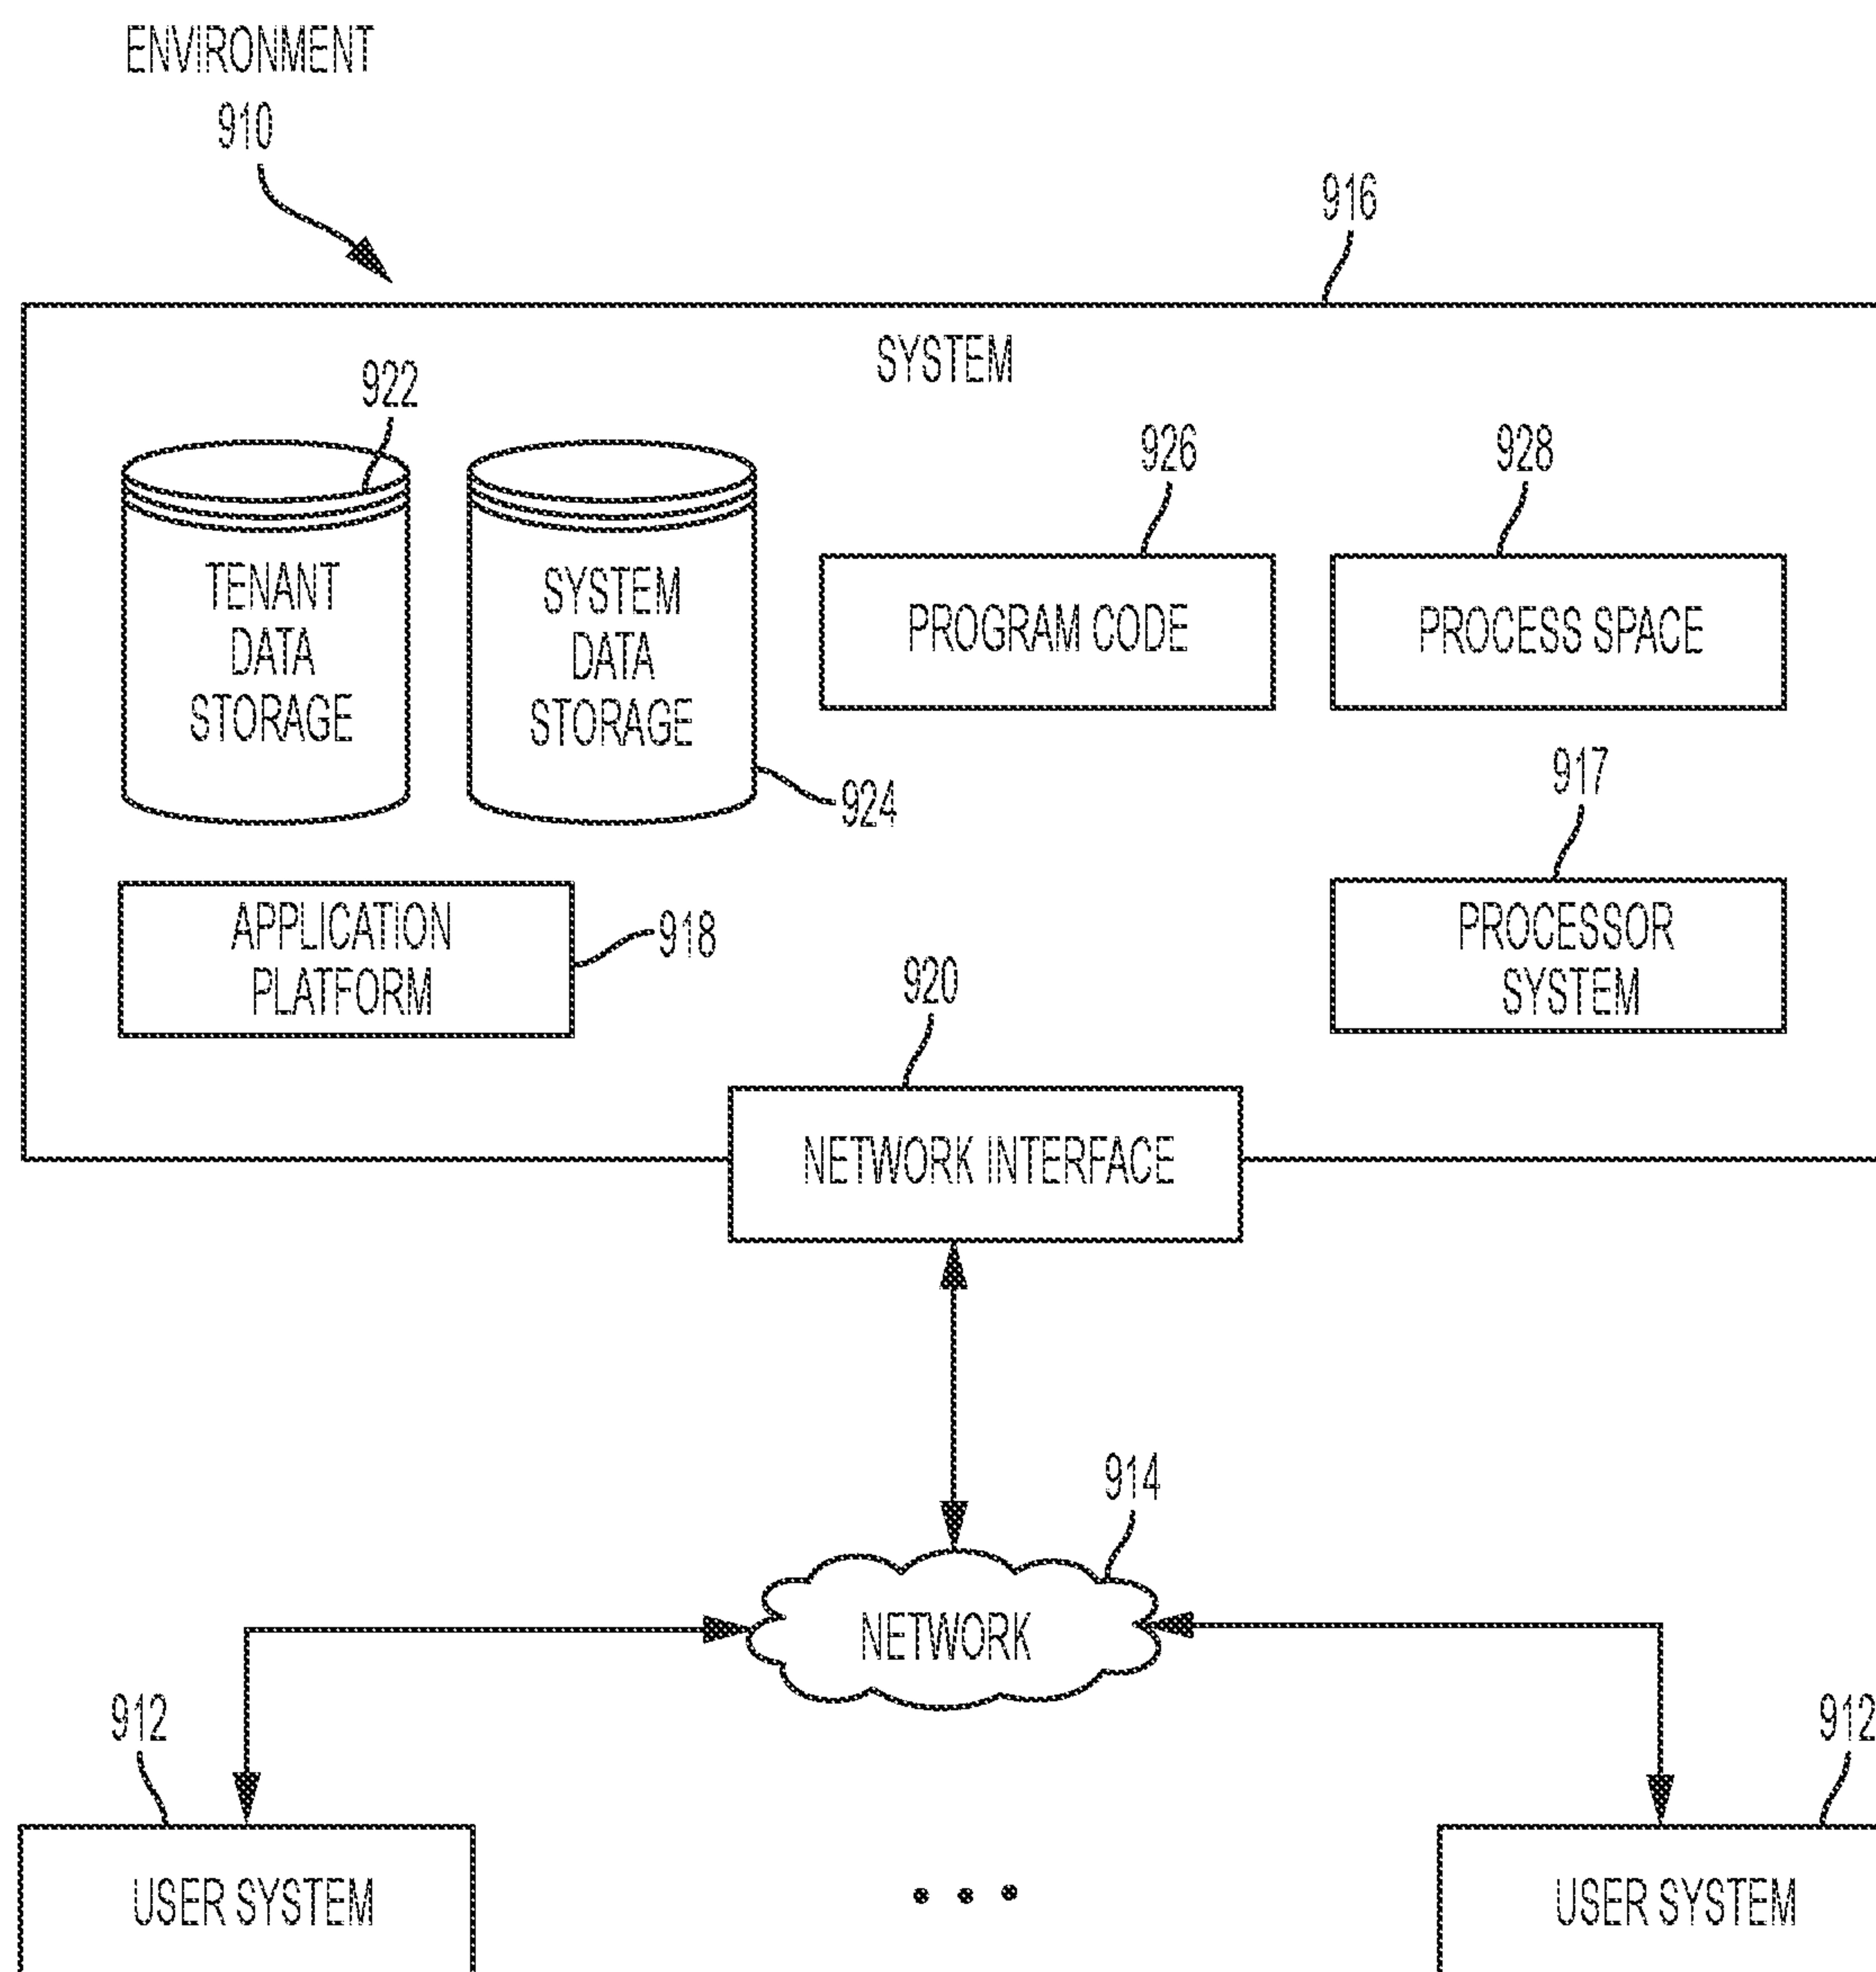 ENVIRONMENT
910
916
SYSTEM
922
926
928
TENANT
DATA
STORAGE
SYSTEM
DATA
STORAGE
PROGRAM CODE
PROCESS SPACE
924
917
APPLICATION
PLATFORM
918
PROCESSOR
SYSTEM
920
NETWORK INTERFACE
914
NETWORK
912
912
USER SYSTEM
USER SYSTEM